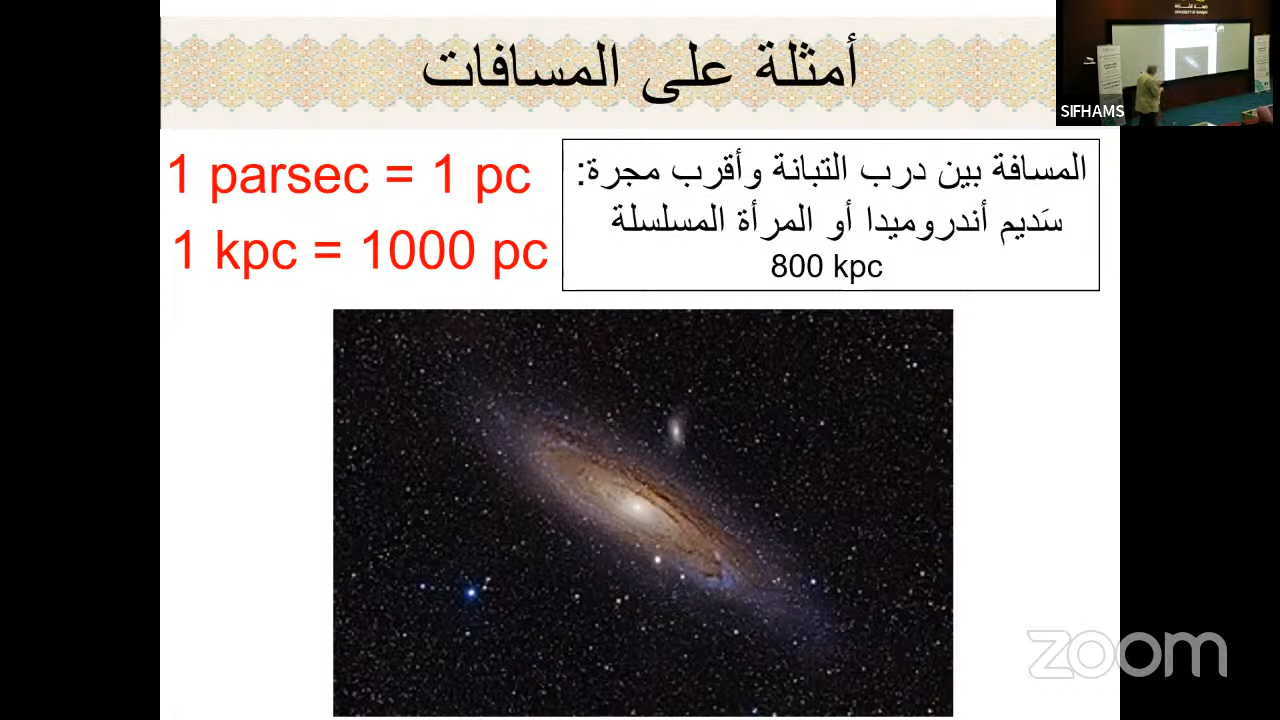 أمثلة على المسافات
1 parsec = 1 pc
1 kpc = 1000 pc
المسافة بين درب التبانة وأقرب مجرة:
سَديم أندروميدا أو المرأة المسلسلة
800 kpc
SIFHAMS
zoom